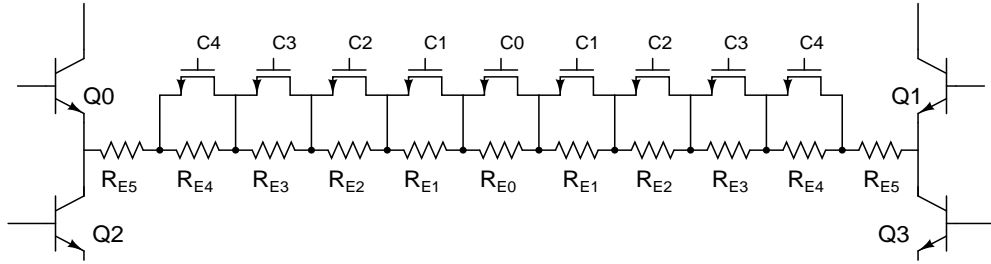 C4 C3 C2 C1 C0 C1 C2 C3 C4
Q0 Q1
RE5 RE4 RE3 RE2 RE1 RE0 RE1 RE2 RE3 RE4 RE5
Q2 Q3